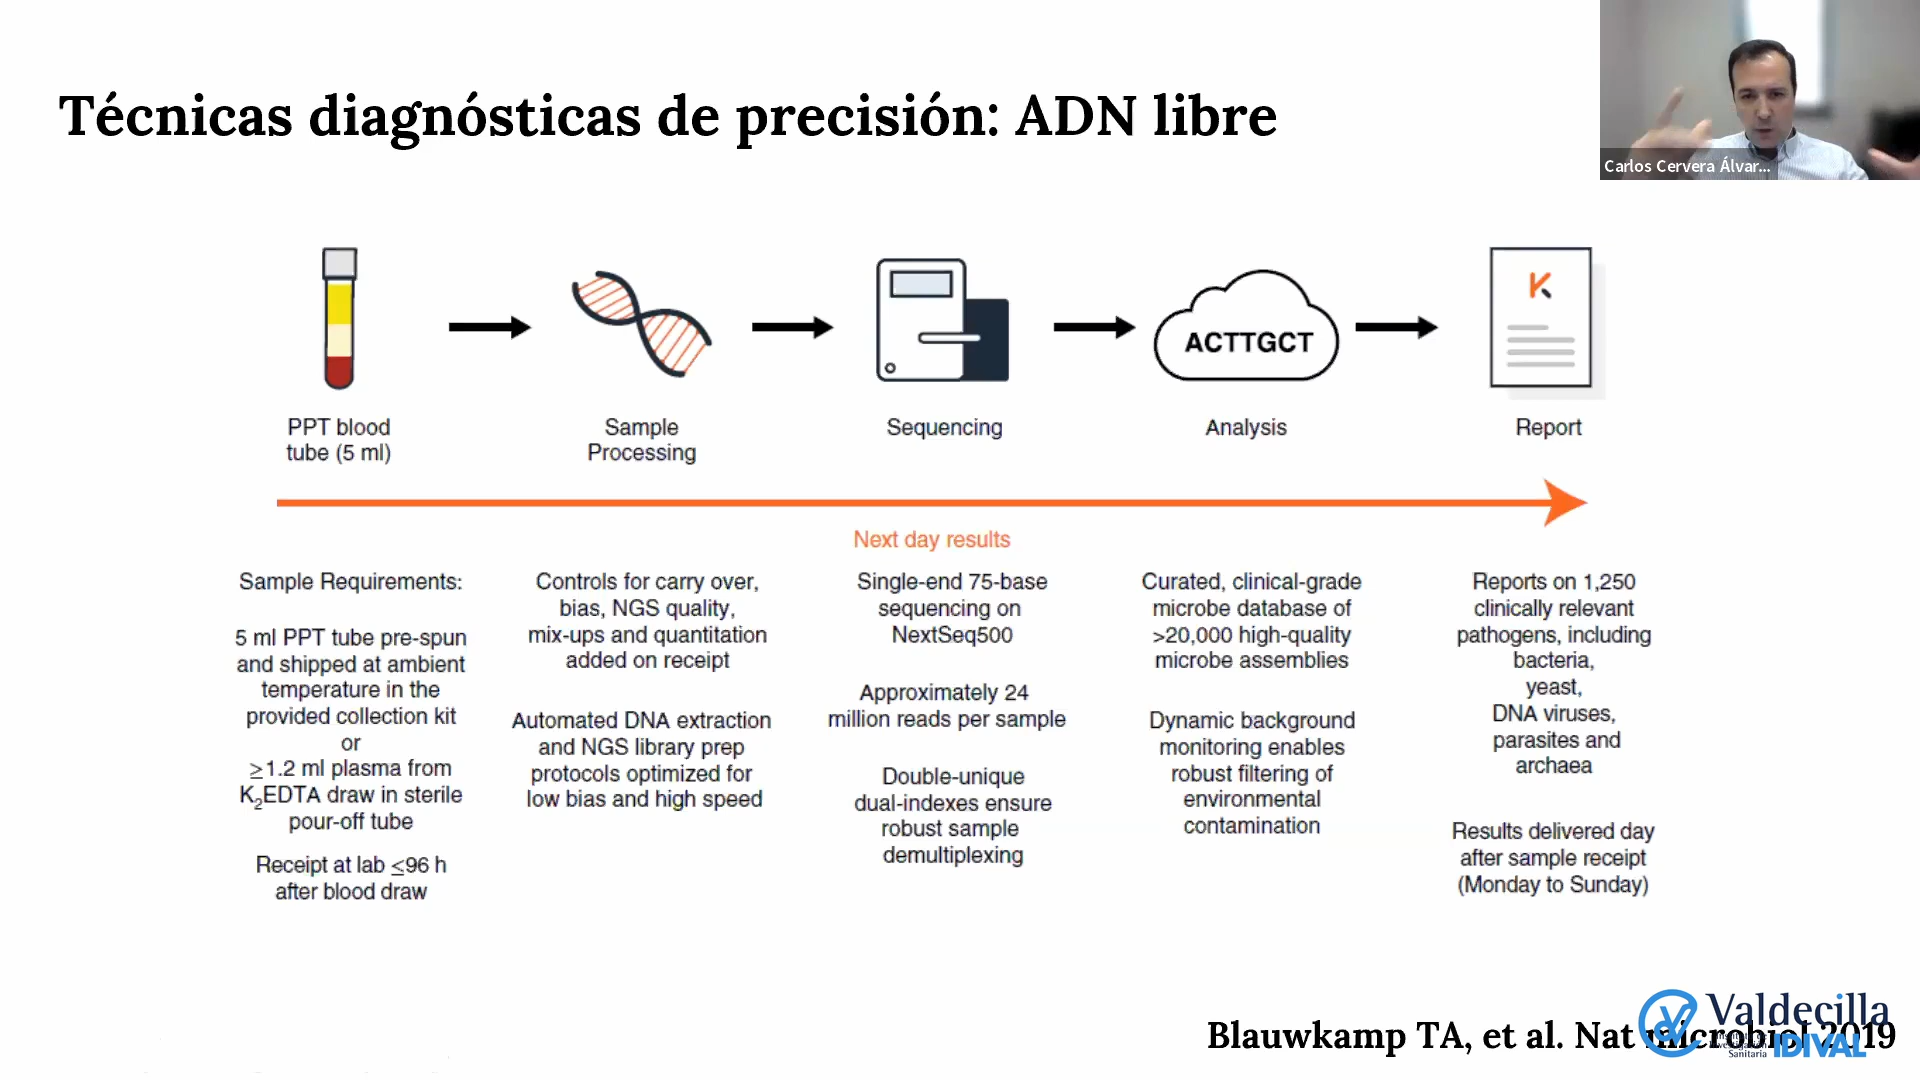 Técnicas diagnósticas de precisión: ADN libre
Carlos Cervera Álvar...
ACTTGCT
PPT blood
tube (5 ml)
Sample
Processing
Sequencing
Analysis
Report
Next day results
Sample Requirements:
5 ml PPT tube pre-spun
and shipped at ambient
temperature in the
provided collection kit
or
≥1.2 ml plasma from
K₂EDTA draw in sterile
pour-off tube
Receipt at lab ≤96 h
after blood draw
Controls for carry over,
bias, NGS quality,
mix-ups and quantitation
added on receipt
Automated DNA extraction
and NGS library prep
protocols optimized for
low bias and high speed
Single-end 75-base
sequencing on
NextSeq500
Approximately 24
million reads per sample
Double-unique
dual-indexes ensure
robust sample
demultiplexing
Curated, clinical-grade
microbe database of
>20,000 high-quality
microbe assemblies
Dynamic background
monitoring enables
robust filtering of
environmental
contamination
Reports on 1,250
clinically relevant
pathogens, including
bacteria,
yeast,
DNA viruses,
parasites and
archaea
Results delivered day
after sample receipt
(Monday to Sunday)
Blauwkamp TA, et al. Nat microbiol 2019
Valdecilla
Sanitaria IDIVAL